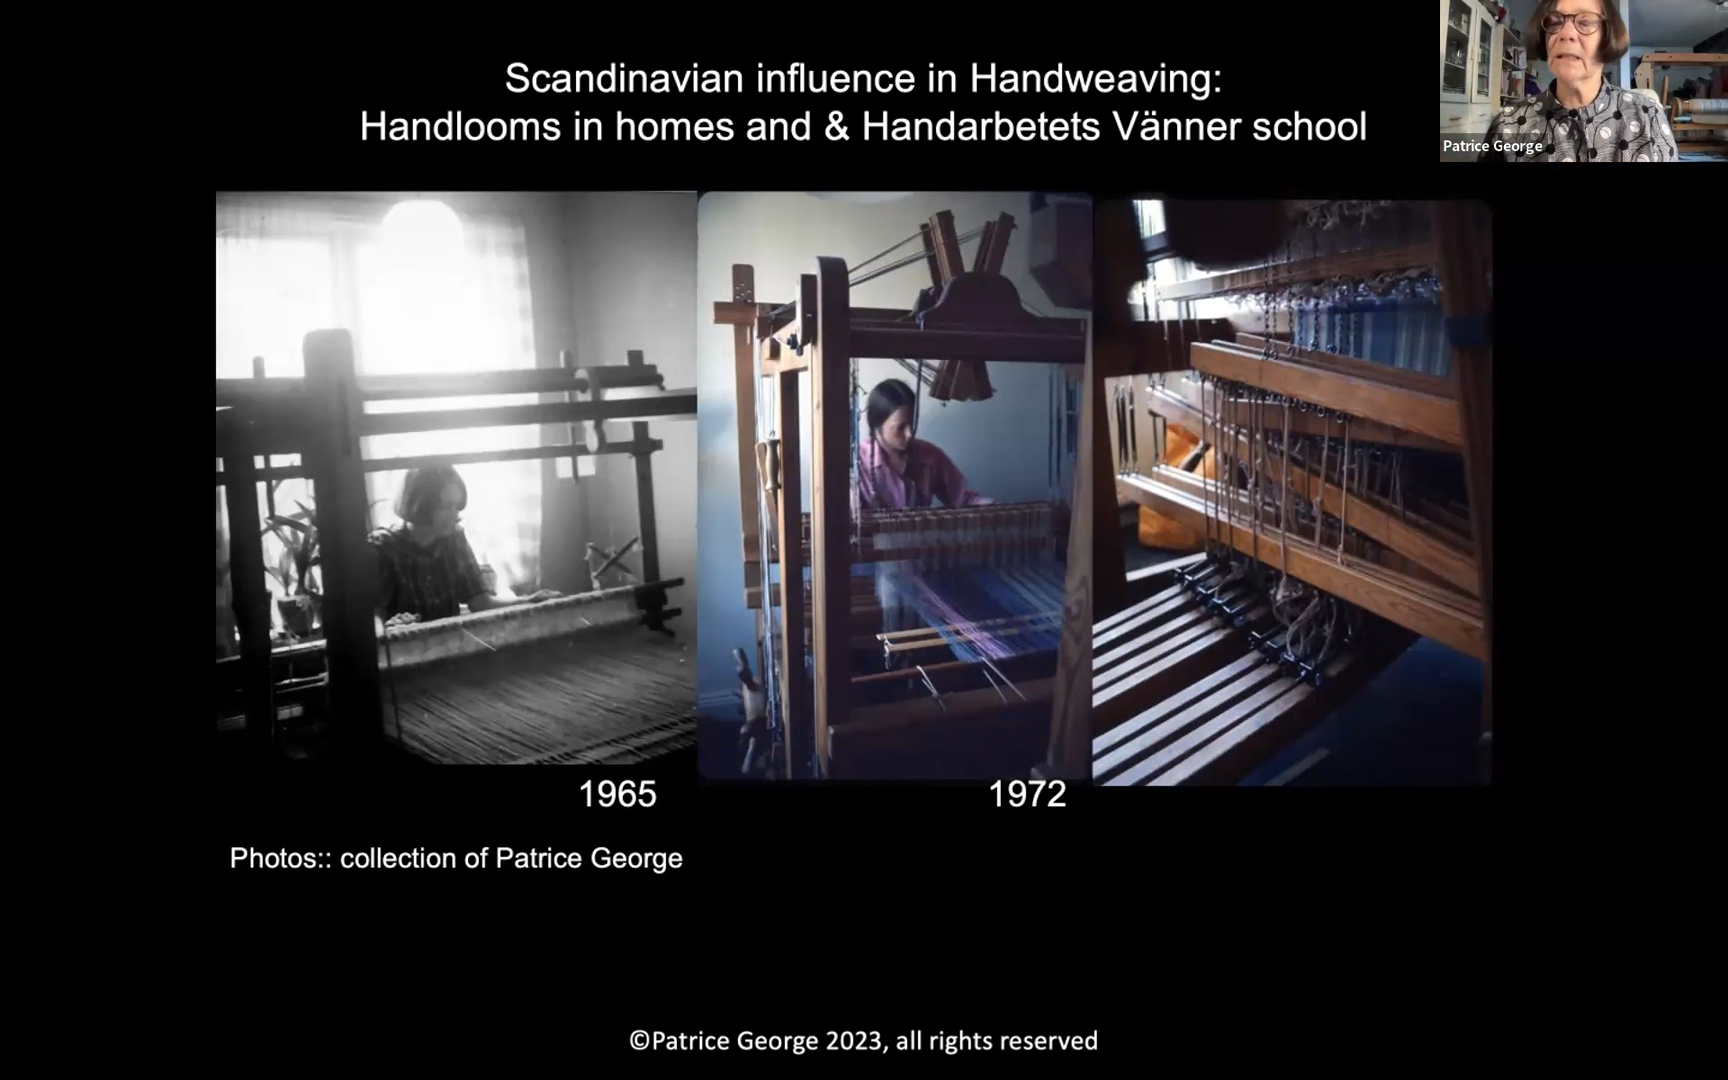 Scandinavian influence in Handweaving:
Handlooms in homes and & Handarbetets Vänner school
Patrice George
1965
1972
Photos:: collection of Patrice George
©Patrice George 2023, all rights reserved